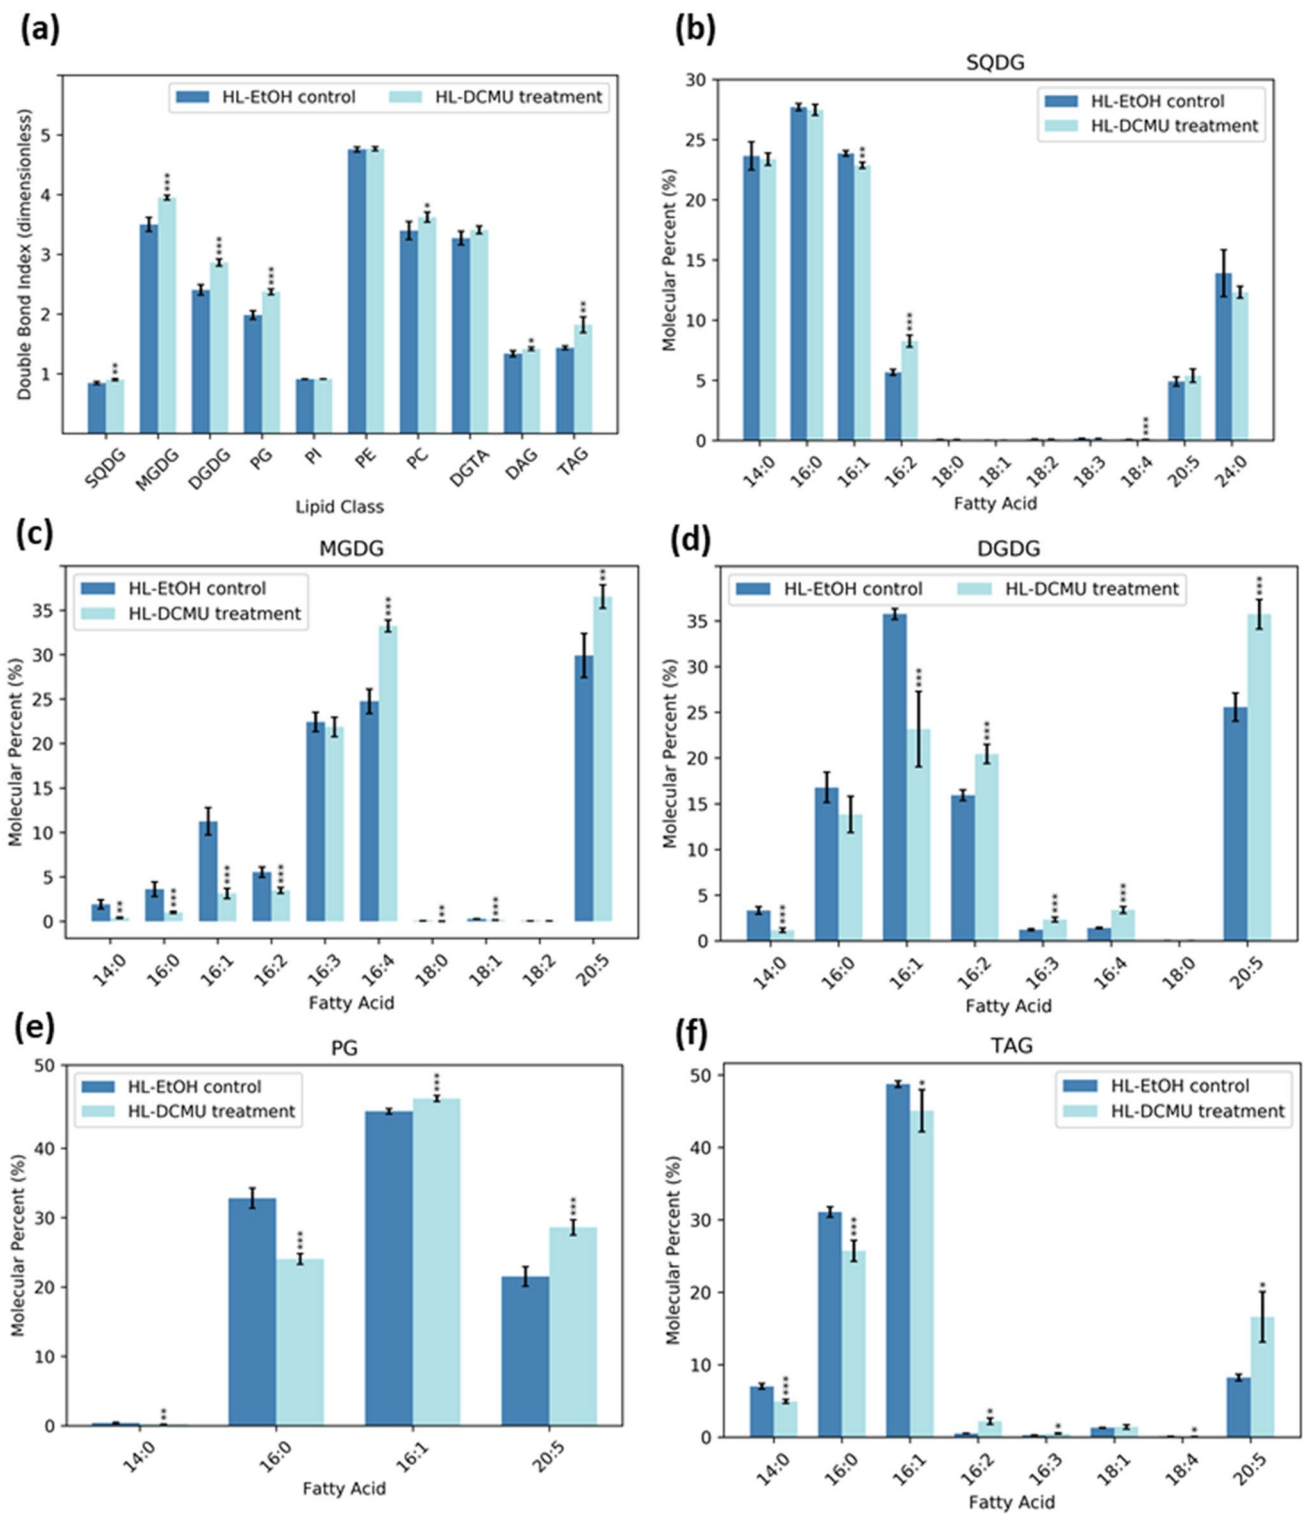 (a)
HL-EtOH control HL-DCMU treatment
Double Bond Index (dimensionless)
5
4
3
2
1
** **** **** **** * * **
SQDG MGDG DGDG PG PI PE PC DGTA DAG TAG
Lipid Class
(b)
SQDG
HL-EtOH control
HL-DCMU treatment
Molecular Percent (%)
30
25
20
15
10
5
0
14:0 16:0 16:1 16:2 18:0 18:1 18:2 18:3 18:4 20:5 24:0
Fatty Acid
(c)
MGDG
HL-EtOH control
HL-DCMU treatment
Molecular Percent (%)
35
30
25
20
15
10
5
0
14:0 16:0 16:1 16:2 16:3 16:4 18:0 18:1 18:2 20:5
Fatty Acid
(d)
DGDG
HL-EtOH control HL-DCMU treatment
Molecular Percent (%)
35
30
25
20
15
10
5
0
14:0 16:0 16:1 16:2 16:3 16:4 18:0 20:5
Fatty Acid
(e)
PG
HL-EtOH control
HL-DCMU treatment
Molecular Percent (%)
50
40
30
20
10
0
14:0 16:0 16:1 20:5
Fatty Acid
(f)
TAG
HL-EtOH control
HL-DCMU treatment
Molecular Percent (%)
50
40
30
20
10
0
14:0 16:0 16:1 16:2 16:3 18:1 18:4 20:5
Fatty Acid